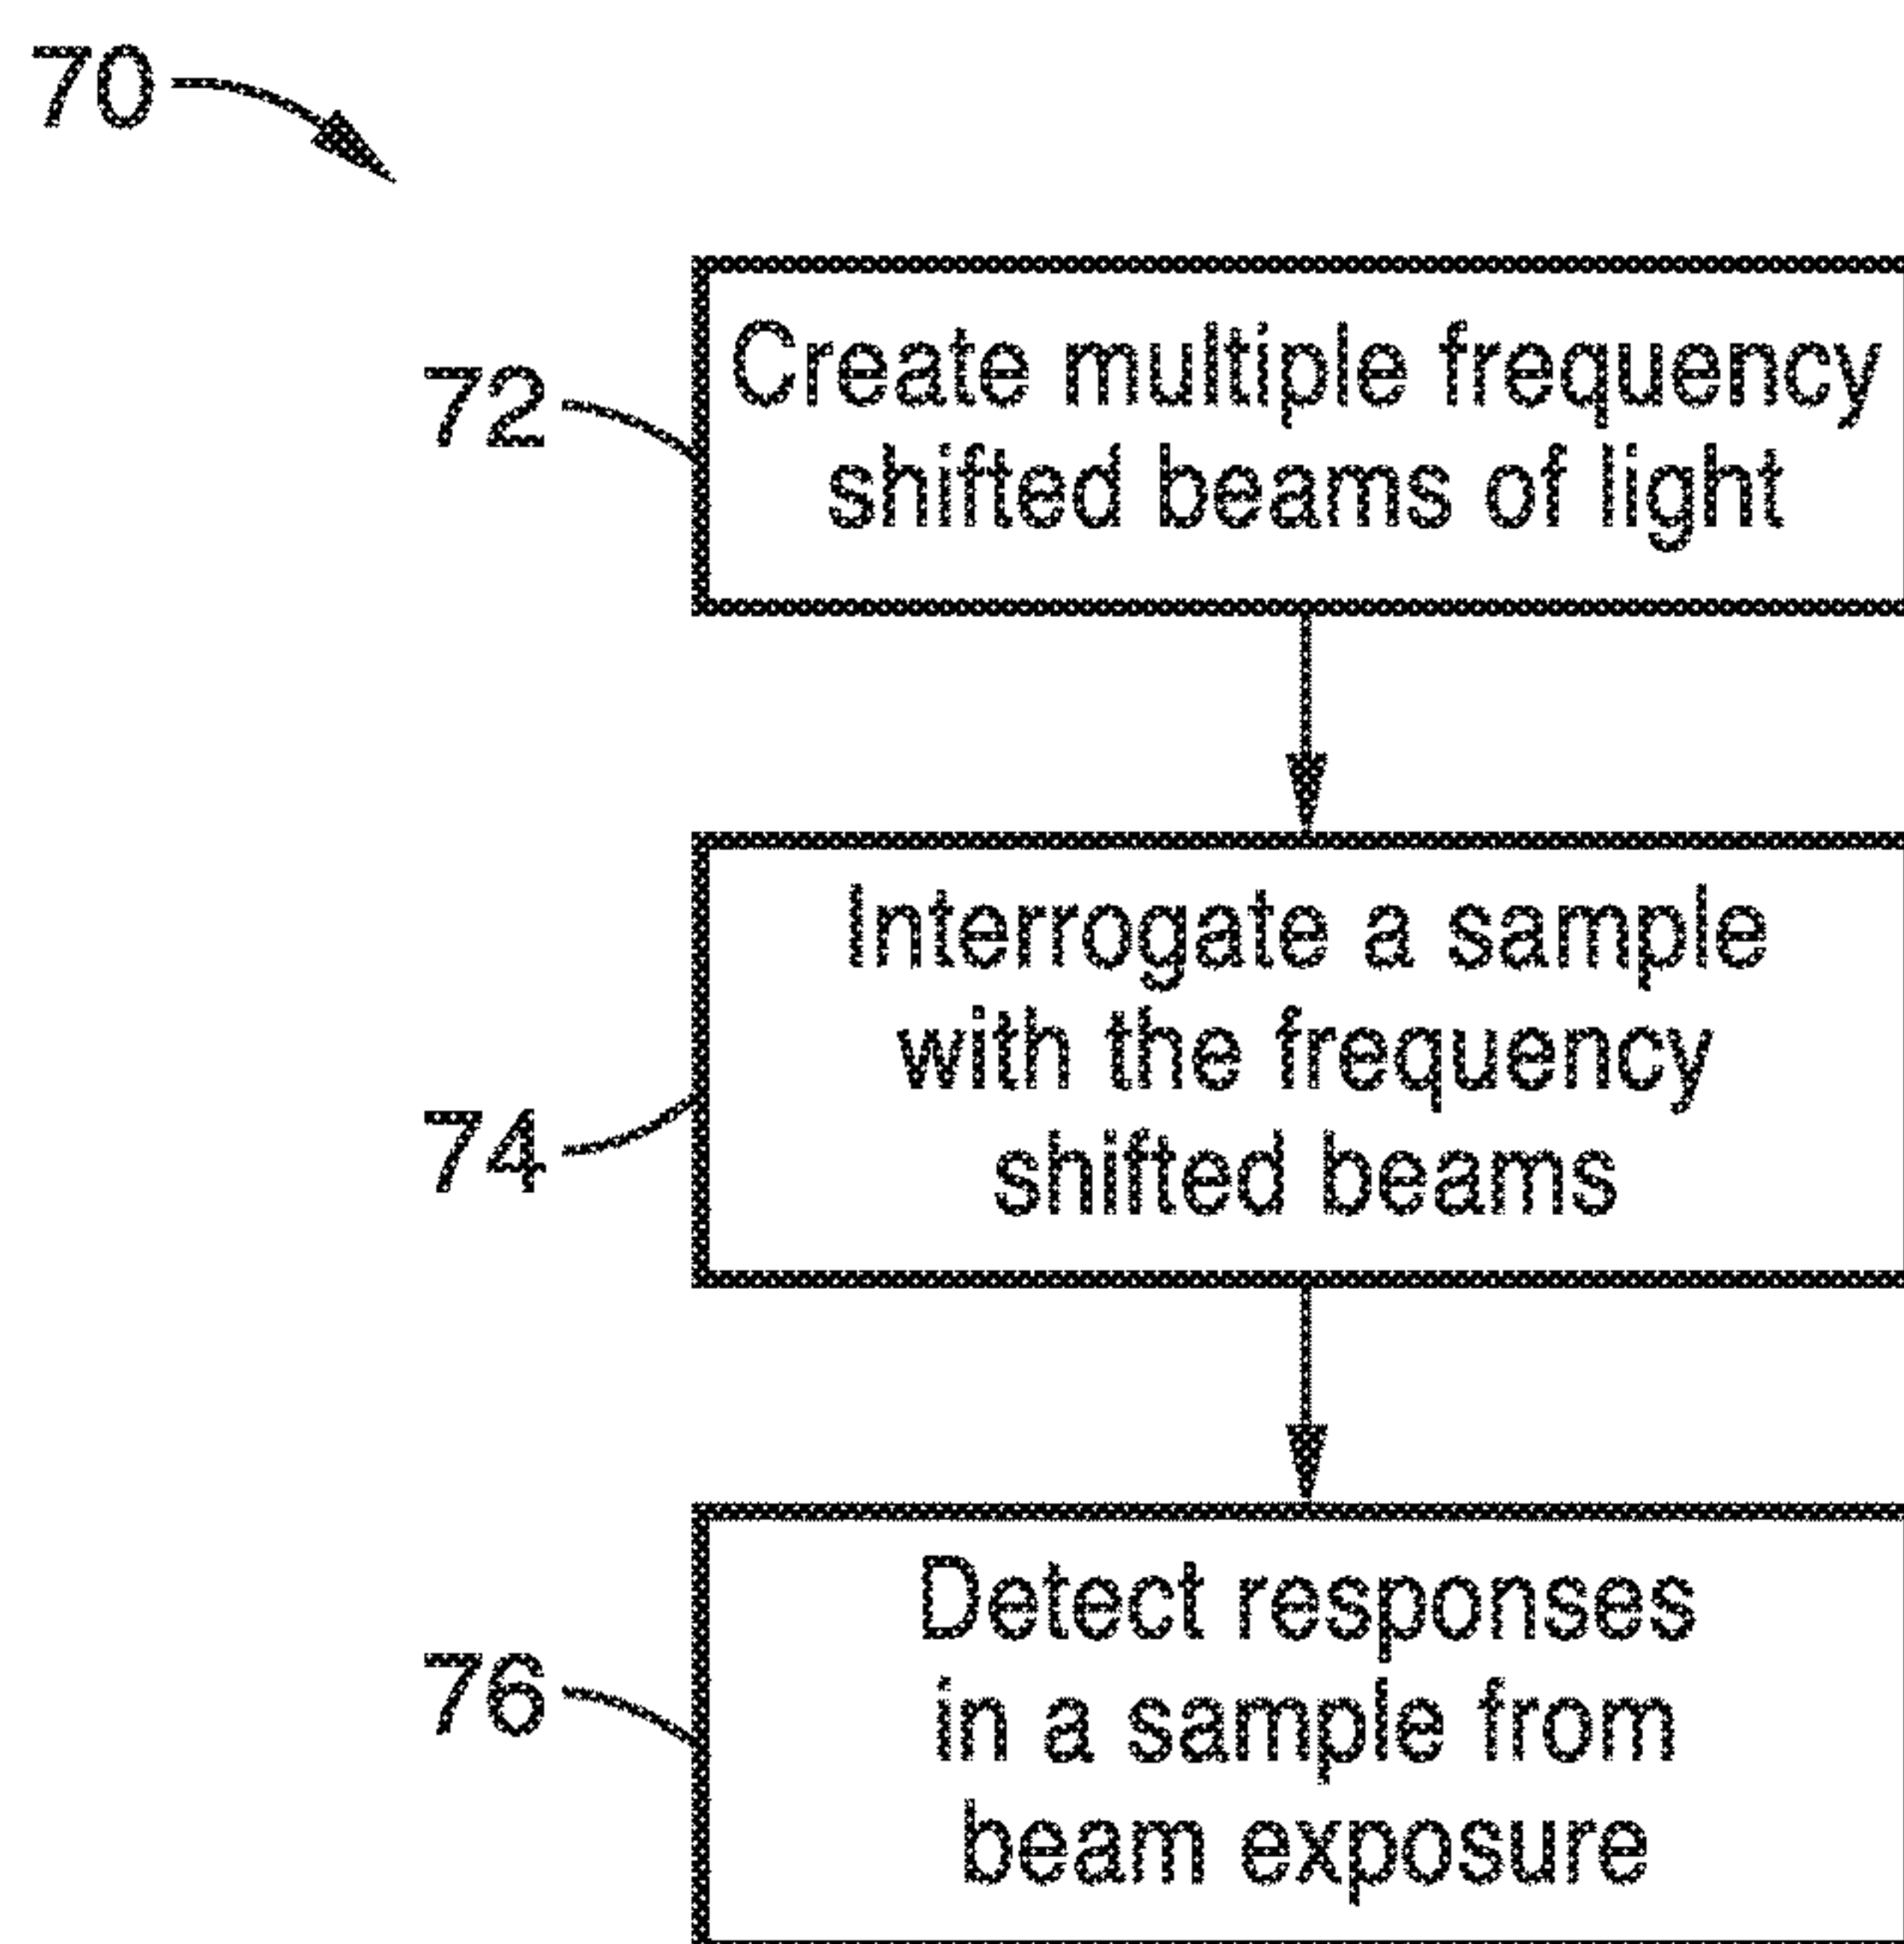 70
72
Create multiple frequency
shifted beams of light
74
Interrogate a sample
with the frequency
shifted beams
76
Detect responses
in a sample from
beam exposure